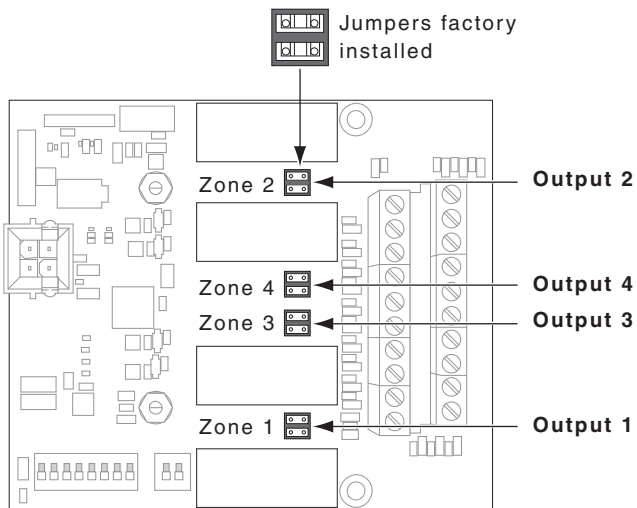 Jumpers factory
installed
Zone 2
Output 2
Zone 4
Output 4
Zone 3
Output 3
Zone 1
Output 1